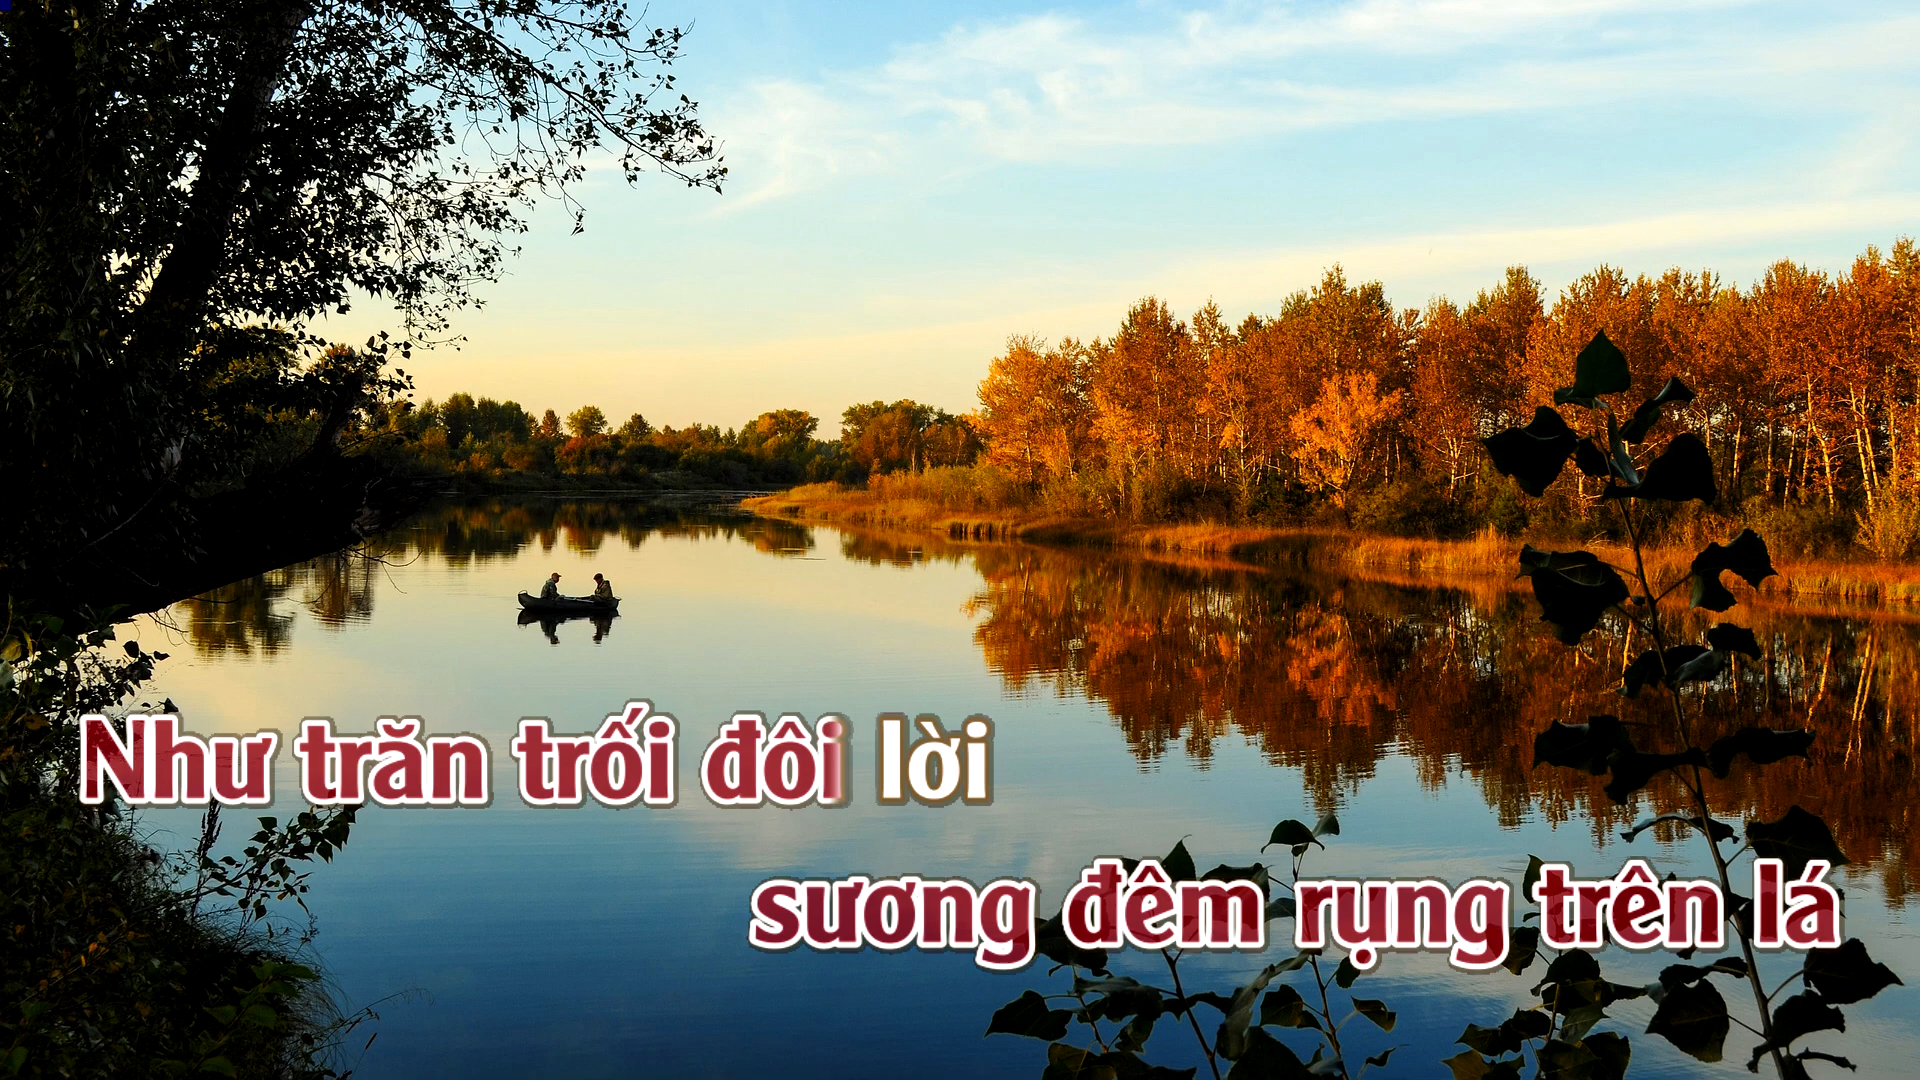 Như trăn trối đôi lời
sương đêm rụng trên lá